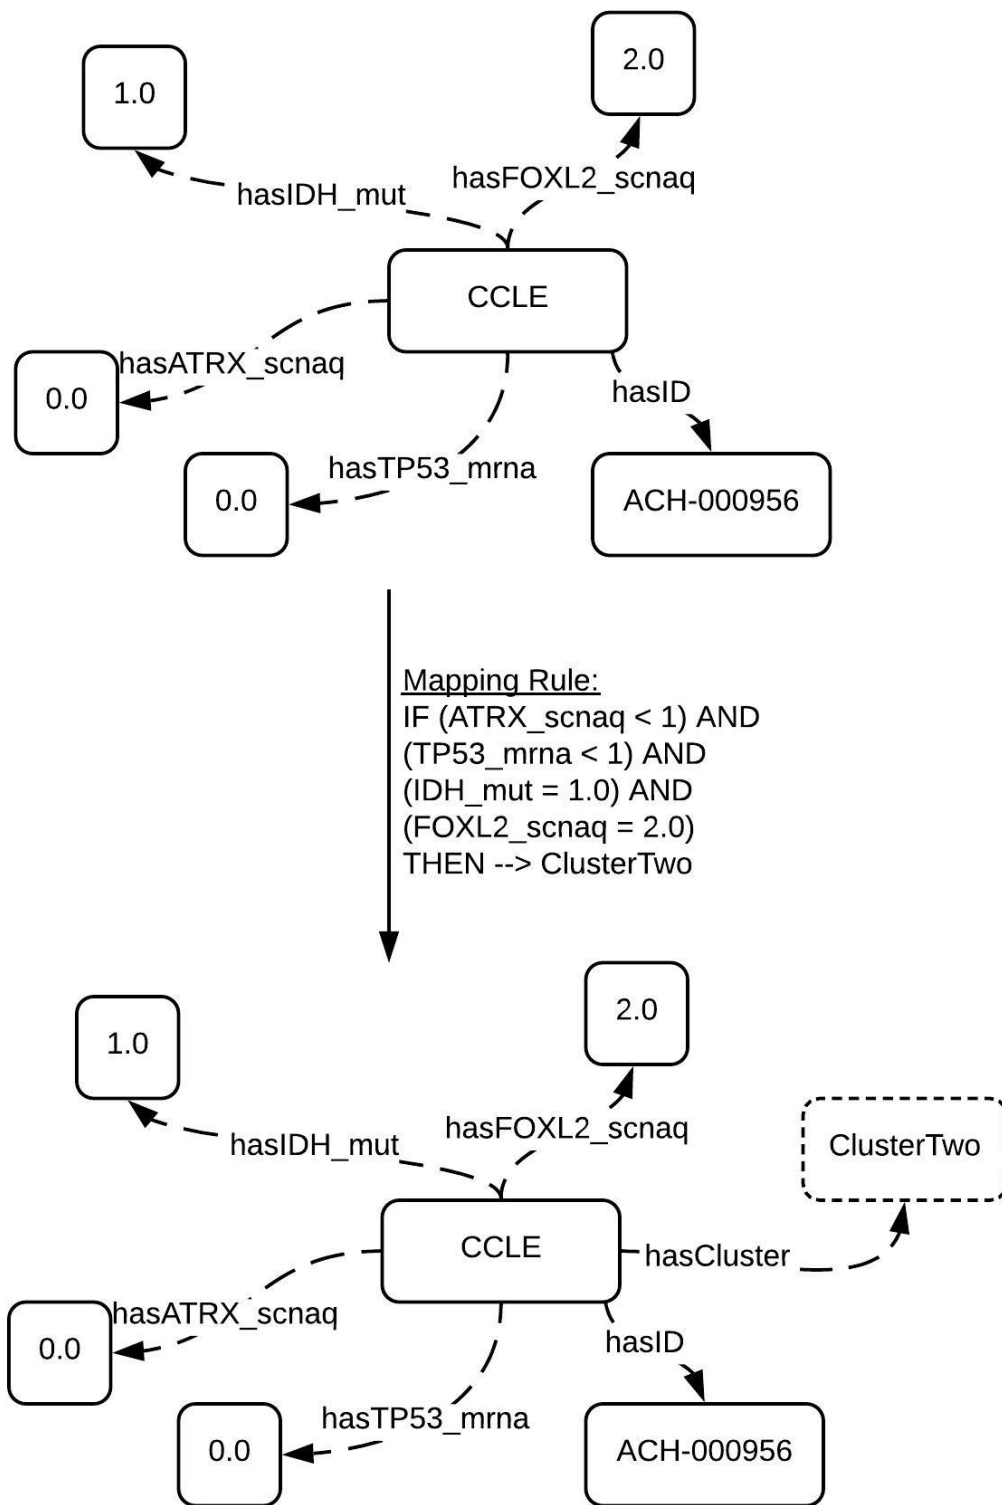 2.0
1.0
hasFOXL2_scnaq
hasIDH_mut
CCLE
hasATRX_scnaq
0.0
hasID
hasTP53_mrna
0.0
ACH-000956
Mapping Rule:
IF (ATRX_scnaq < 1) AND
(TP53_mrna < 1) AND
(IDH_mut = 1.0) AND
(FOXL2_scnaq = 2.0)
THEN --> ClusterTwo
2.0
1.0
hasFOXL2_scnaq
hasIDH_mut
ClusterTwo
CCLE
hasCluster
hasATRX_scnaq
0.0
hasID
hasTP53_mrna
0.0
ACH-000956